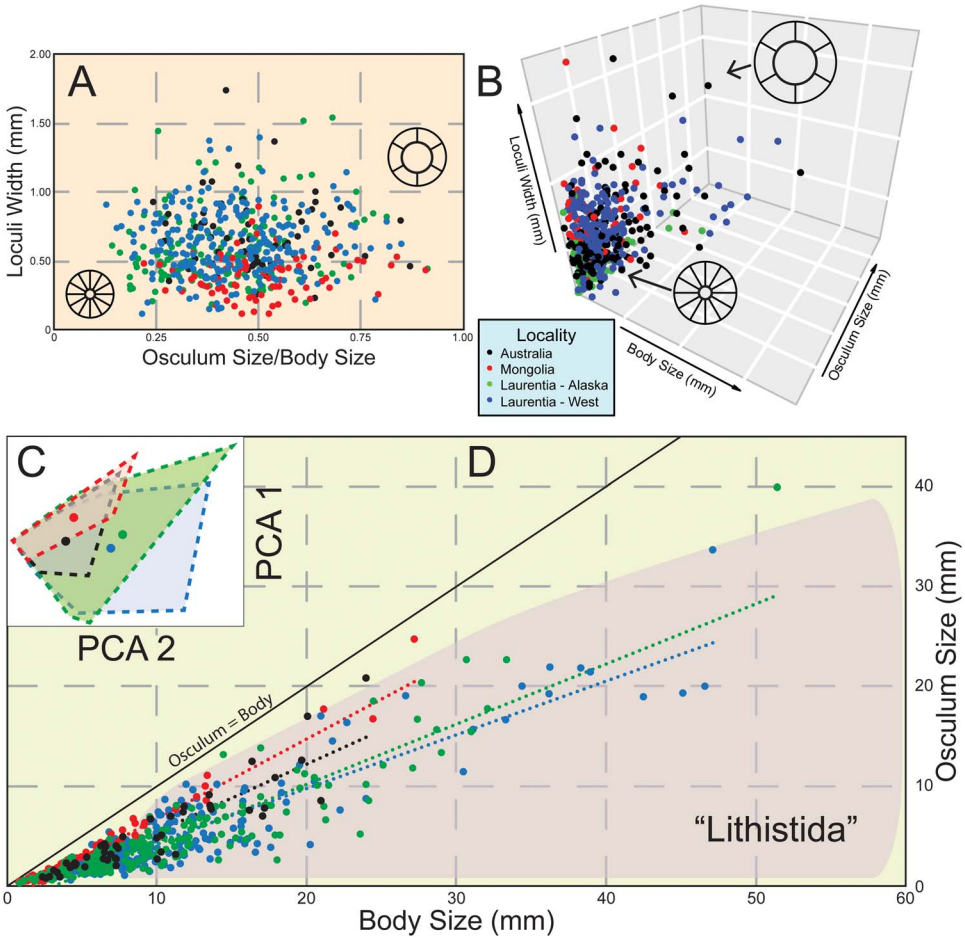 A
2.00
1.50
1.00
0.50
0
0
0.25
0.50
0.75
1.00
Loculi Width (mm)
Osculum Size/Body Size
B
Loculi Width (mm)
Body Size (mm)
Osculum Size (mm)
Locality
Australia
Mongolia
Laurentia - Alaska
Laurentia - West
C
PCA 1
PCA 2
D
Osculum = Body
"Lithistida"
40
30
20
10
0
Osculum Size (mm)
0
10
20
30
40
50
60
Body Size (mm)